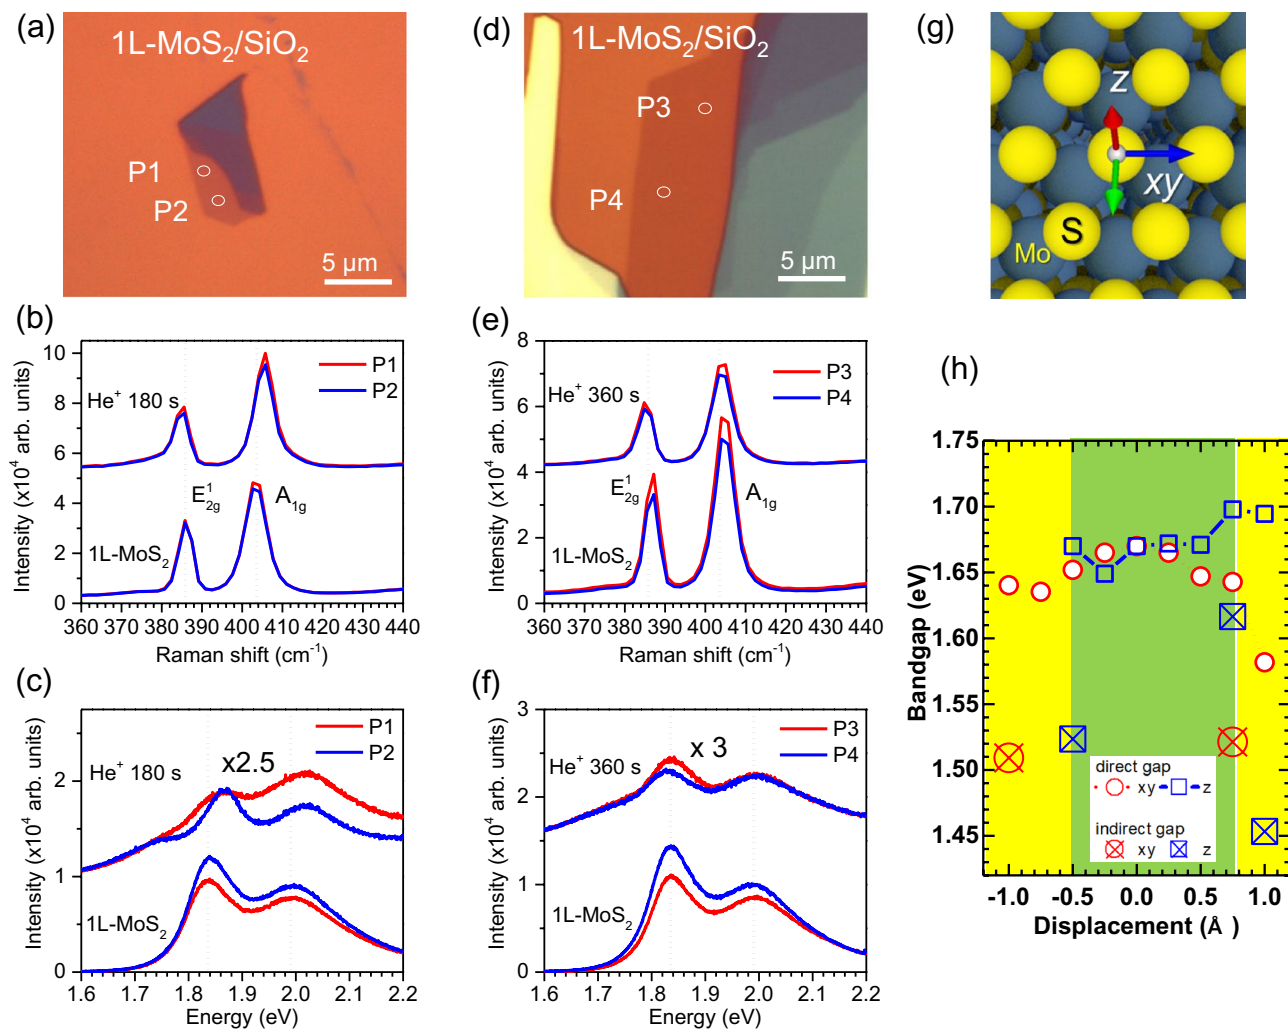 (a)
1L-MoS2/SiO2
P1
P2
5 µm
(d)
1L-MoS2/SiO2
P3
P4
5 µm
(g)
z
xy
S
Mo
(b)
Intensity (x10⁴ arb. units)
10
8
6
4
2
0
P1
P2
He⁺ 180 s
E¹2g
A1g
1L-MoS2
360 370 380 390 400 410 420 430 440
Raman shift (cm⁻¹)
(e)
Intensity (x10⁴ arb. units)
8
6
4
2
0
P3
P4
He⁺ 360 s
E¹2g
A1g
1L-MoS2
360 370 380 390 400 410 420 430 440
Raman shift (cm⁻¹)
(c)
Intensity (x10⁴ arb. units)
2
1
0
P1
P2
x2.5
He⁺ 180 s
1L-MoS2
1.6 1.7 1.8 1.9 2.0 2.1 2.2
Energy (eV)
(f)
Intensity (x10⁴ arb. units)
3
2
1
0
P3
P4
x 3
He⁺ 360 s
1L-MoS2
1.6 1.7 1.8 1.9 2.0 2.1 2.2
Energy (eV)
(h)
Bandgap (eV)
1.75
1.70
1.65
1.60
1.55
1.50
1.45
direct gap
xy z
indirect gap
xy z
-1.0 -0.5 0.0 0.5 1.0
Displacement (Å )